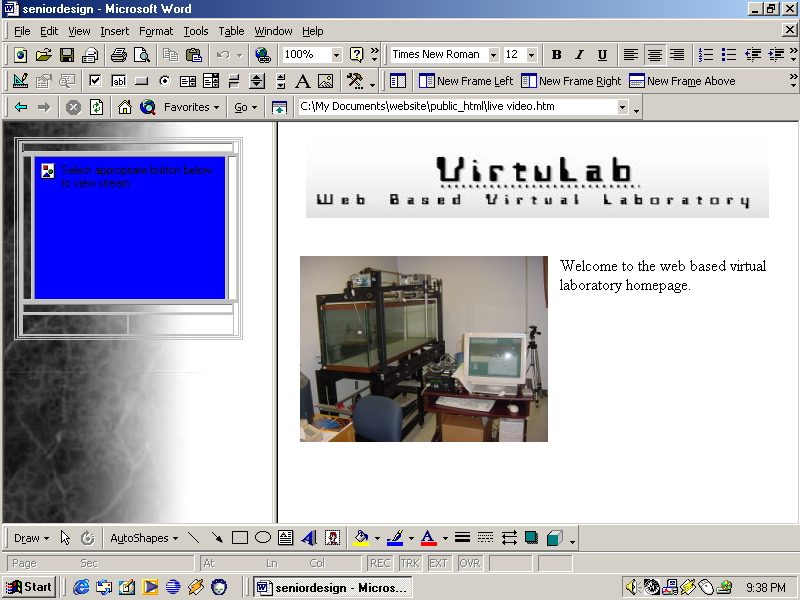 seniordesign - Microsoft Word
File Edit View Insert Format Tools Table Window Help
100% Times New Roman 12 B I U
abl A New Frame Left New Frame Right New Frame Above
Favorites Go C:\My Documents\website\public_html\live video.htm
Select appropriate button below
to view stream
VirtuLab
Web Based Virtual Laboratory
Welcome to the web based virtual
laboratory homepage.
Draw AutoShapes A A
Page Sec At Ln Col REC TRK EXT OVR
Start seniordesign - Micros... 9:38 PM